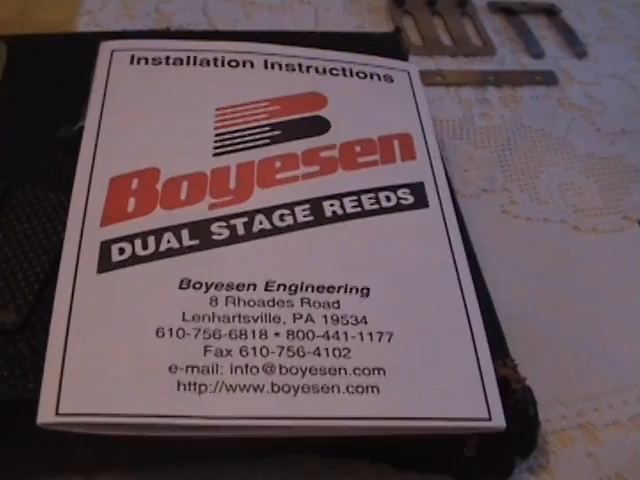 Installation Instructions
Boyesen
DUAL STAGE REEDS
Boyesen Engineering
8 Rhoades Road
Lenhartsville, PA 19534
610-756-6818 • 800-441-1177
Fax 610-756-4102
e-mail: info@boyesen.com
http://www.boyesen.com